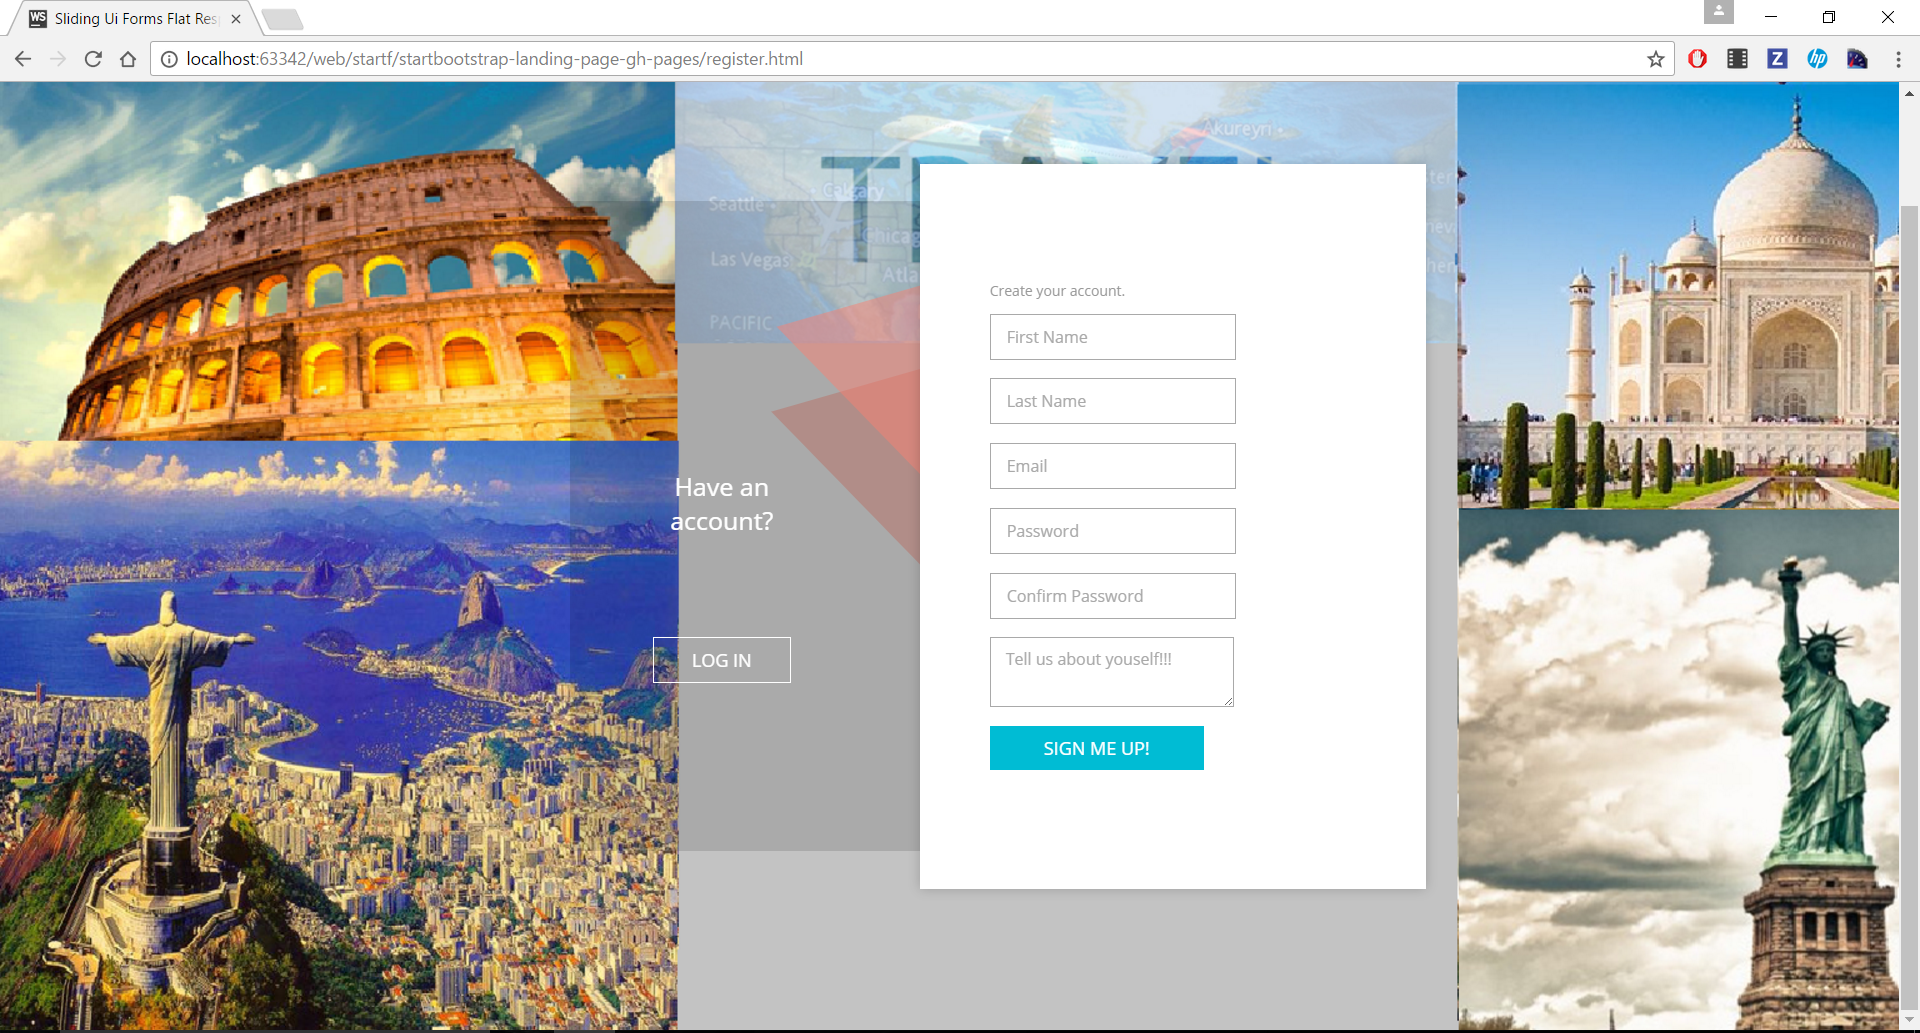 WS Sliding Ui Forms Flat Res
localhost:63342/web/startf/startbootstrap-landing-page-gh-pages/register.html
Z
hp
Akureyri
Seattle
Calgary
Las Vegas
PACIFIC
Create your account.
First Name
Last Name
Email
Password
Confirm Password
Tell us about youself!!!
SIGN ME UP!
Have an
account?
LOG IN